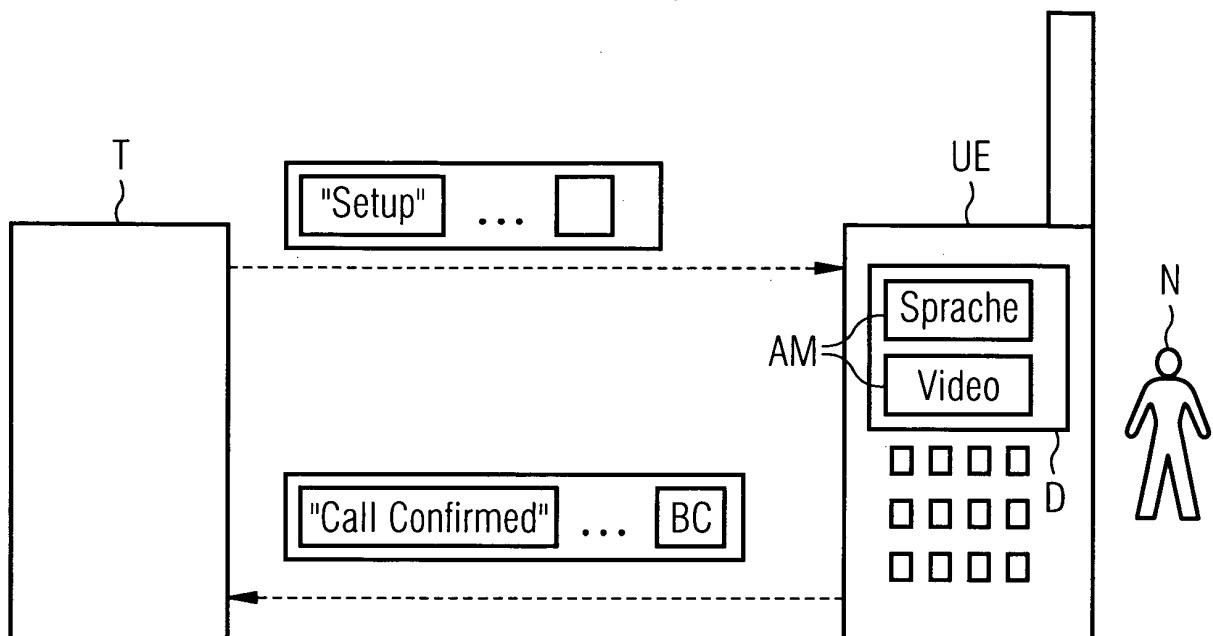 T
UE
"Setup" ...
Sprache
N
AM
Video
D
"Call Confirmed" ... BC